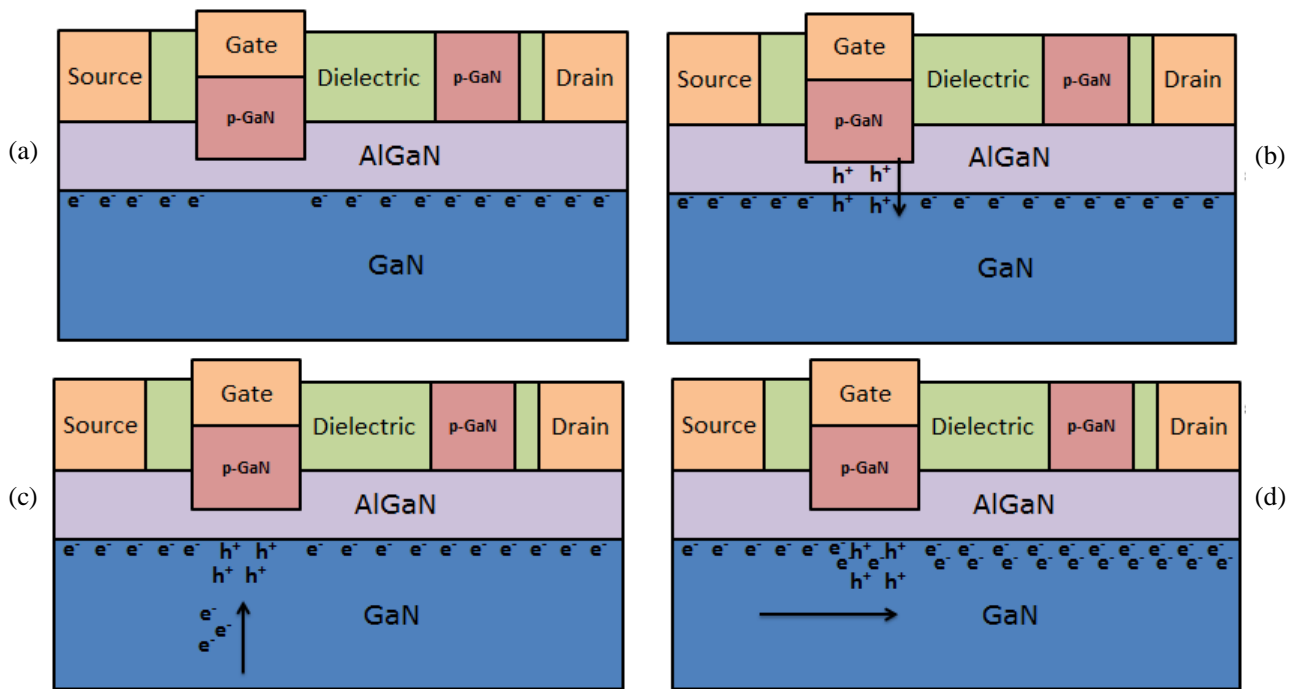 (a)
Gate
Source
Dielectric
p-GaN
Drain
p-GaN
AlGaN
e⁻ e⁻ e⁻ e⁻ e⁻ e⁻ e⁻ e⁻ e⁻ e⁻ e⁻ e⁻ e⁻ e⁻ e⁻
GaN
(b)
Gate
Source
Dielectric
p-GaN
Drain
p-GaN
AlGaN
h⁺ h⁺
e⁻ e⁻ e⁻ e⁻ e⁻ h⁺ h⁺ e⁻ e⁻ e⁻ e⁻ e⁻ e⁻ e⁻ e⁻ e⁻
GaN
(c)
Gate
Source
Dielectric
p-GaN
Drain
p-GaN
AlGaN
e⁻ e⁻ e⁻ e⁻ e⁻ h⁺ h⁺ e⁻ e⁻ e⁻ e⁻ e⁻ e⁻ e⁻ e⁻ e⁻
h⁺ h⁺
e⁻
e⁻
e⁻
GaN
(d)
Gate
Source
Dielectric
p-GaN
Drain
p-GaN
AlGaN
e⁻ e⁻ e⁻ e⁻ e⁻ e⁻ h⁺ h⁺ e⁻ e⁻ e⁻ e⁻ e⁻ e⁻ e⁻ e⁻ e⁻ e⁻
e⁻ e⁻ e⁻ e⁻ e⁻ e⁻ e⁻ e⁻ e⁻ e⁻
h⁺ h⁺
GaN